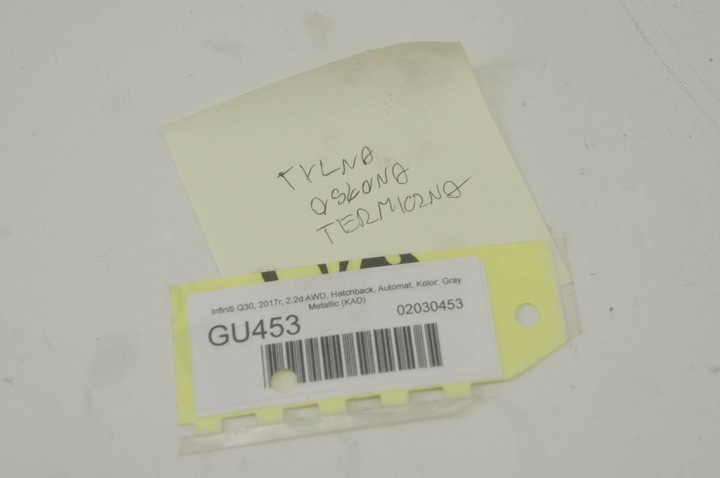 TYLNA
OSŁONA
TERMICZNA
Infiniti Q30, 2017r, 2.2d AWD, Hatchback, Automat, Kolor: Gray
Metallic (KAD)
GU453
02030453